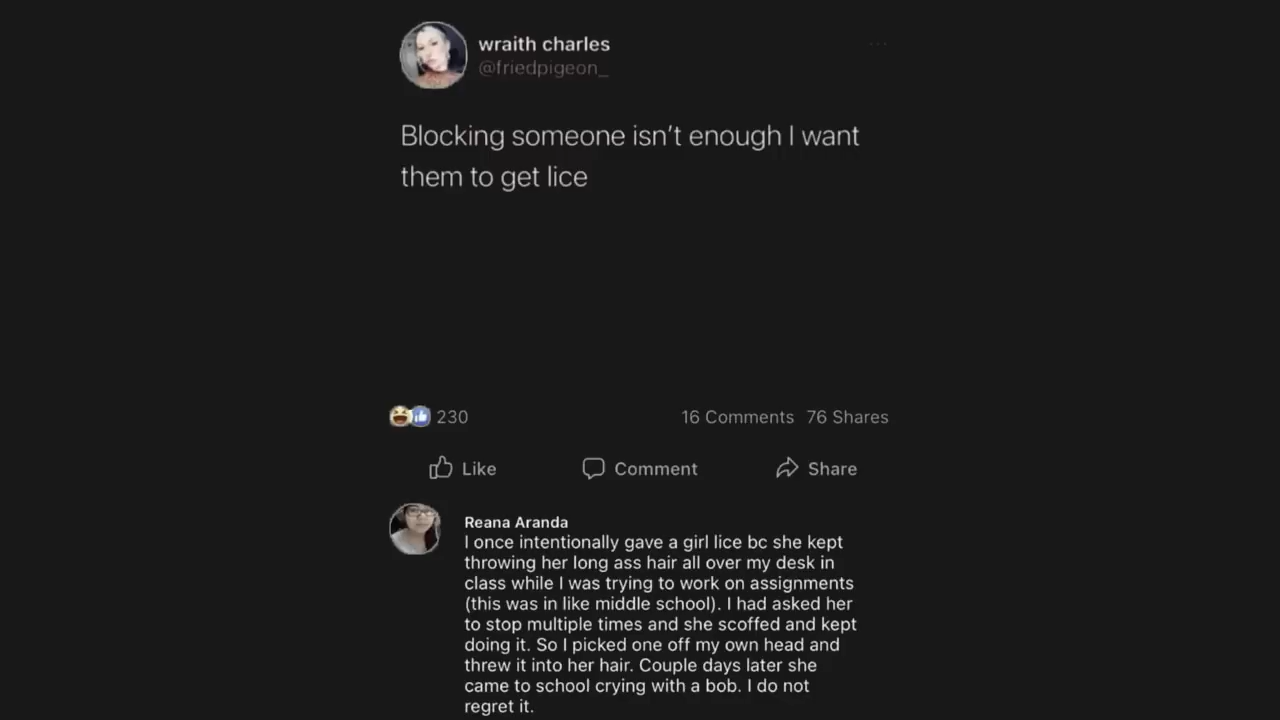 wraith charles
@friedpigeon_
Blocking someone isn't enough I want
them to get lice
230
16 Comments 76 Shares
Like
Comment
Share
Reana Aranda
I once intentionally gave a girl lice bc she kept
throwing her long ass hair all over my desk in
class while I was trying to work on assignments
(this was in like middle school). I had asked her
to stop multiple times and she scoffed and kept
doing it. So I picked one off my own head and
threw it into her hair. Couple days later she
came to school crying with a bob. I do not
regret it.